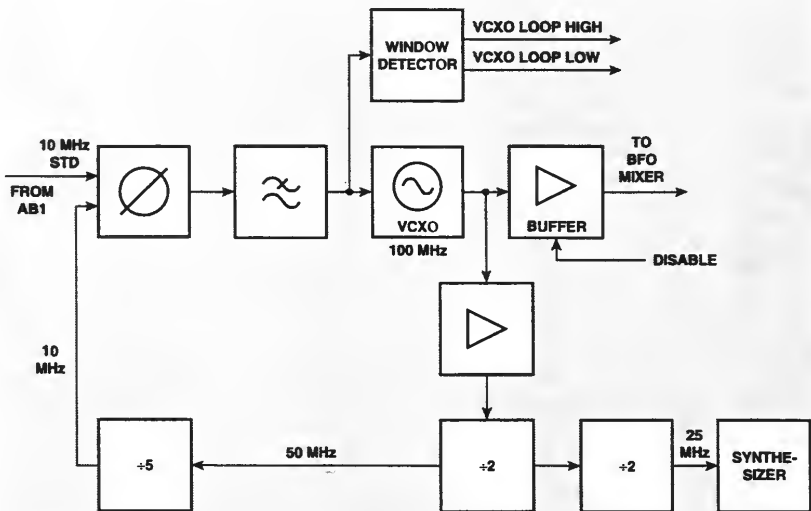 VCXO LOOP HIGH
VCXO LOOP LOW
WINDOW
DETECTOR
10 MHz
STD
FROM
AB1
VCXO
100 MHz
BUFFER
TO
BFO
MIXER
DISABLE
10
MHz
÷5
50 MHz
÷2
÷2
25
MHz
SYNTHE-
SIZER